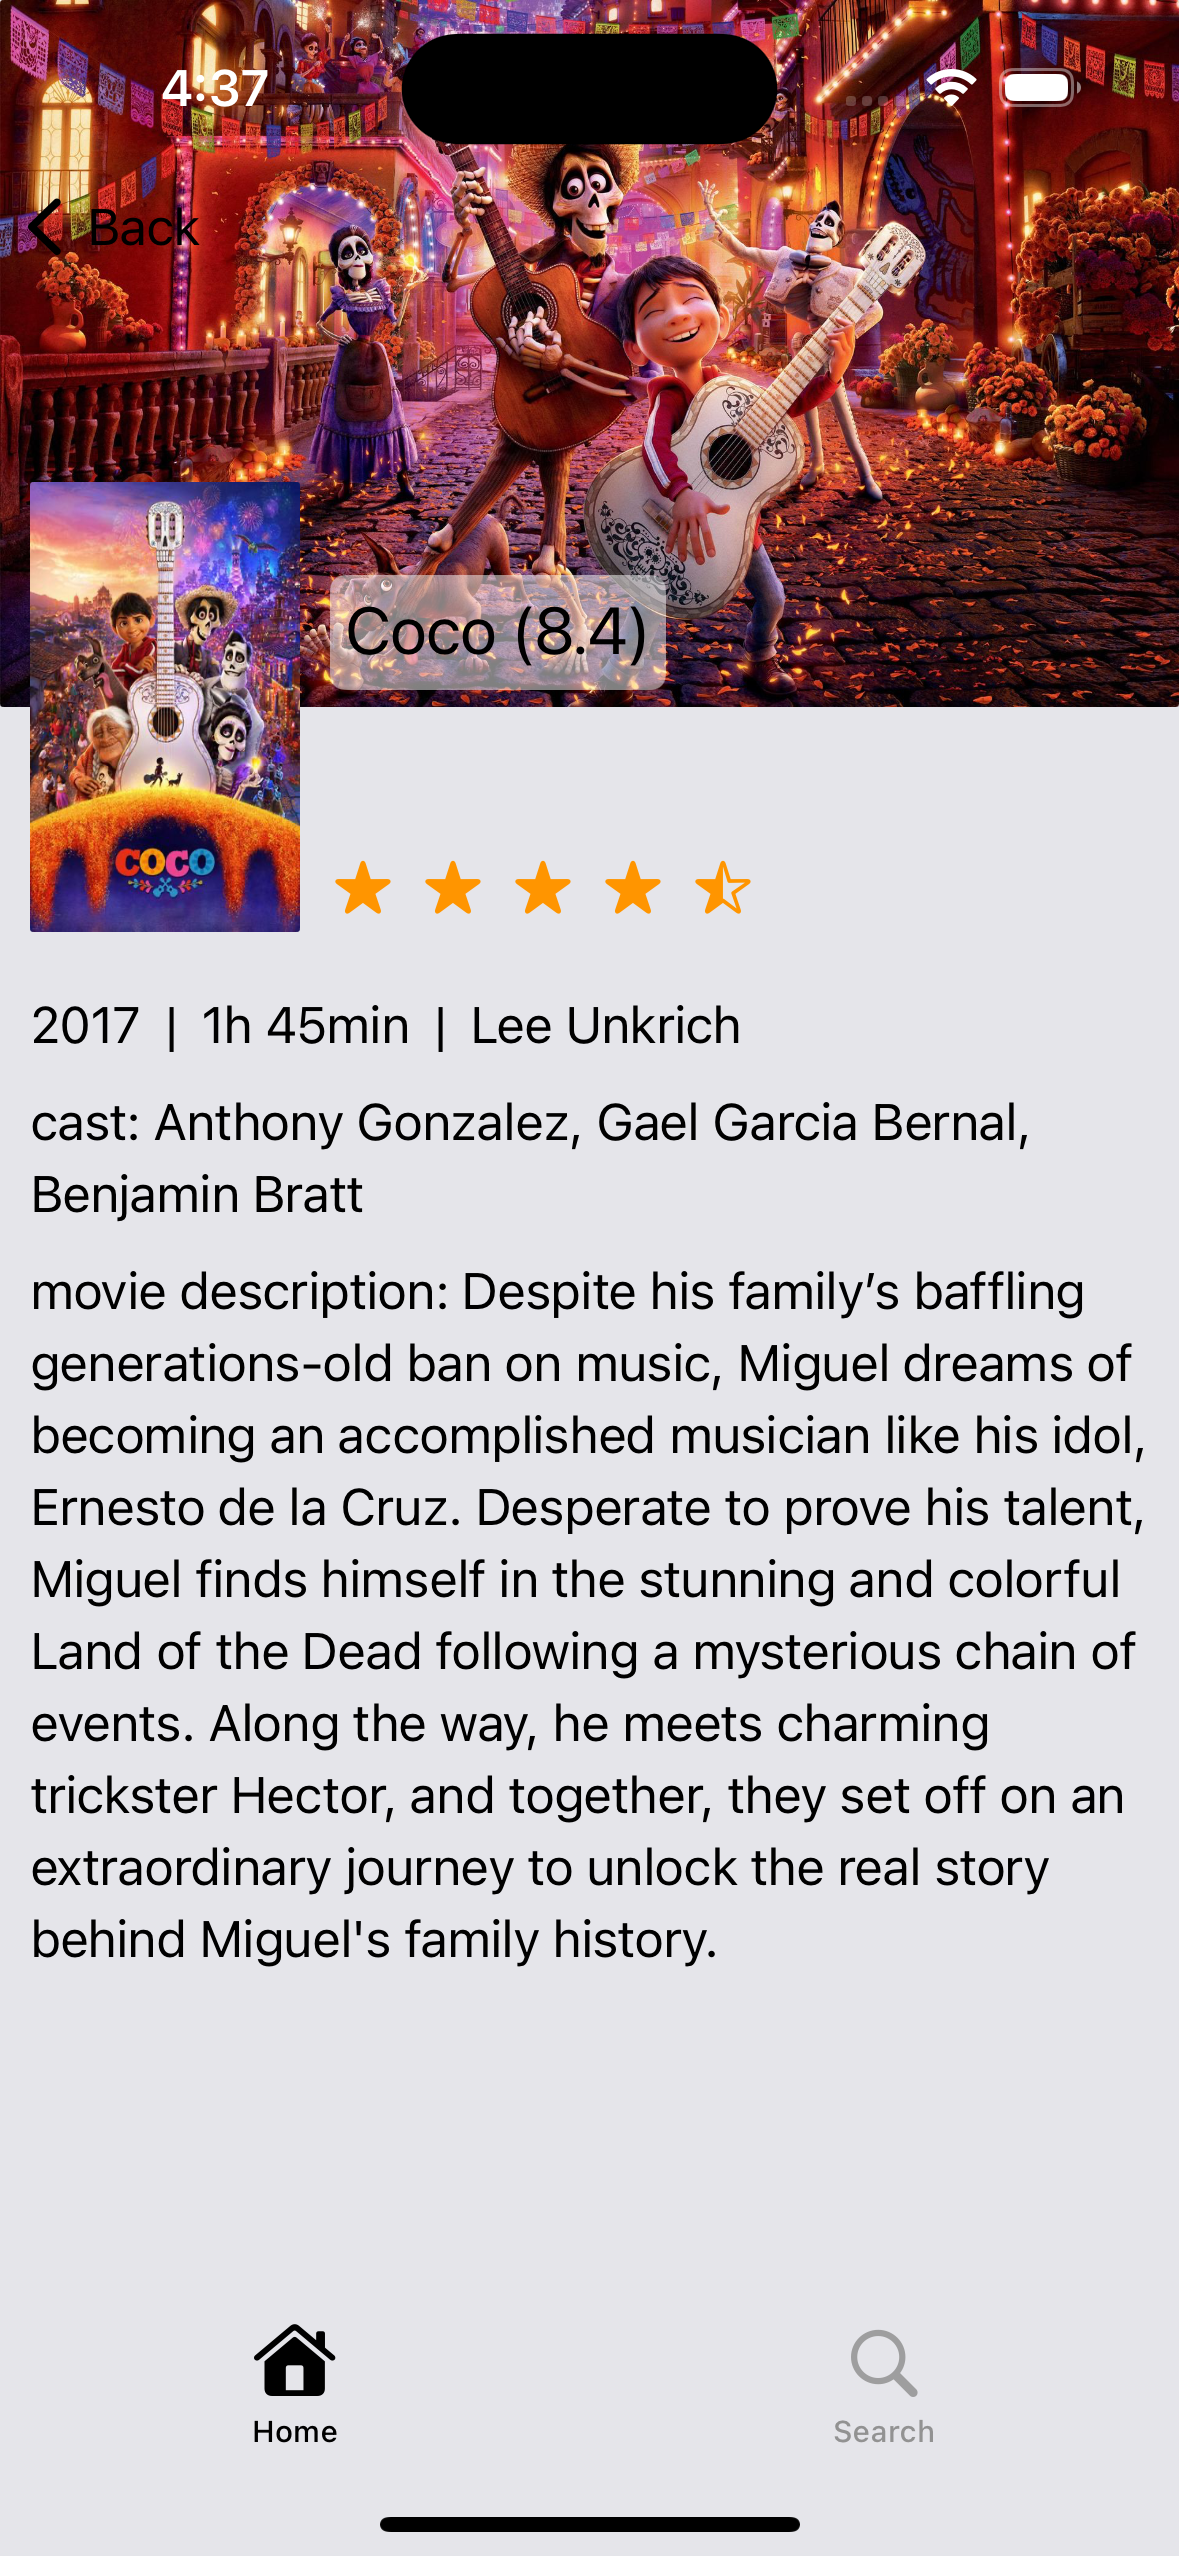 4:37
Back
Coco (8.4)
COCO
2017 | 1h 45min | Lee Unkrich
cast: Anthony Gonzalez, Gael Garcia Bernal,
Benjamin Bratt
movie description: Despite his family’s baffling
generations-old ban on music, Miguel dreams of
becoming an accomplished musician like his idol,
Ernesto de la Cruz. Desperate to prove his talent,
Miguel finds himself in the stunning and colorful
Land of the Dead following a mysterious chain of
events. Along the way, he meets charming
trickster Hector, and together, they set off on an
extraordinary journey to unlock the real story
behind Miguel's family history.
Home
Search